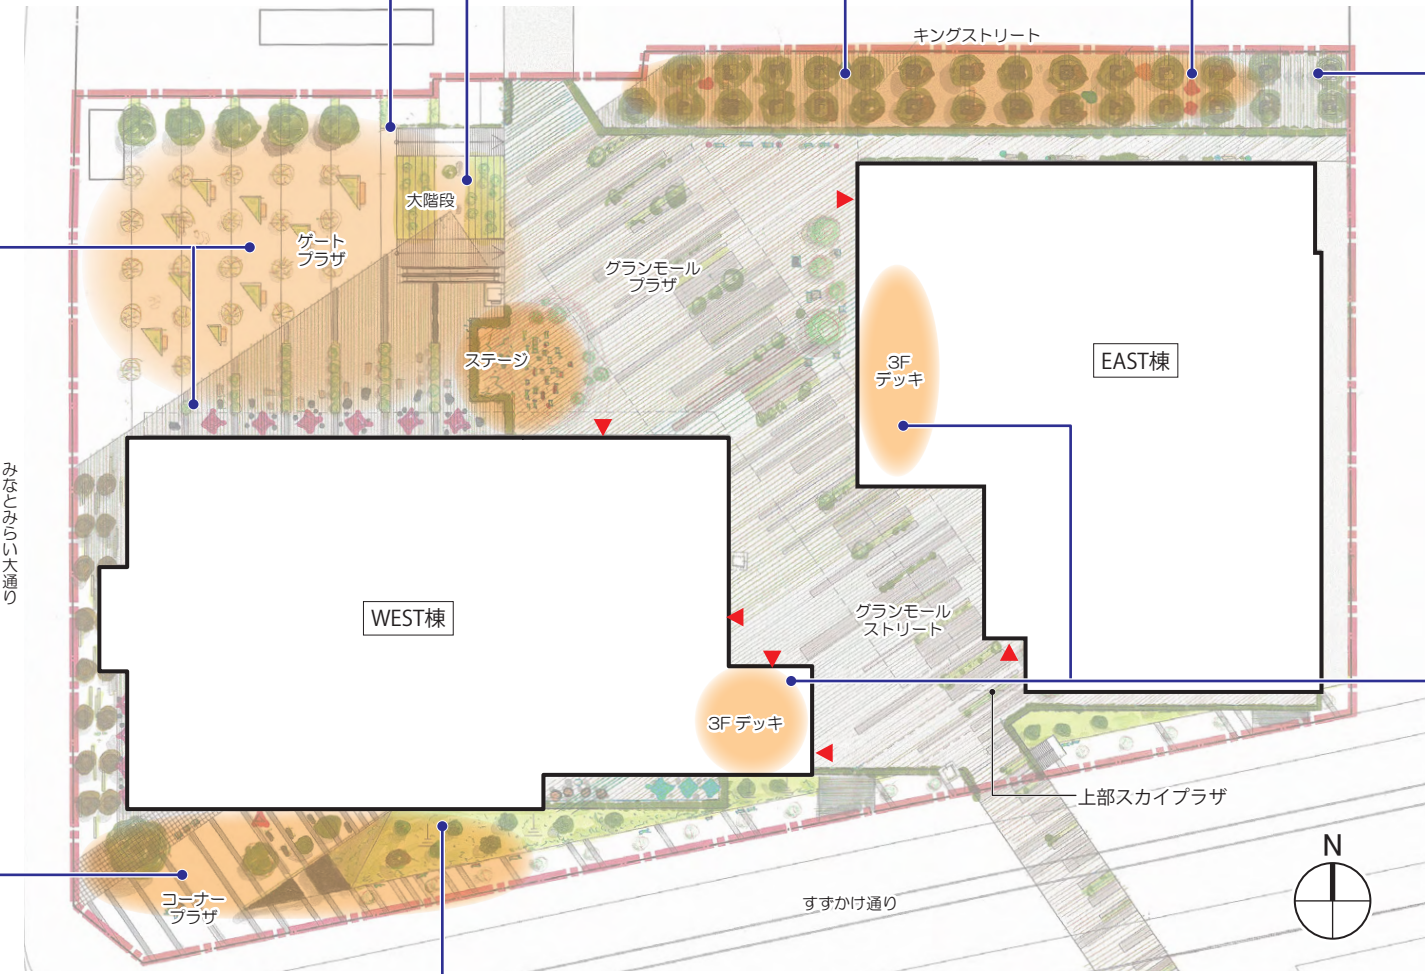 キングストリート
大階段
ゲート
プラザ
グランモール
プラザ
ステージ
3F
デッキ
EAST棟
みなとみらい大通り
WEST棟
グランモール
ストリート
3F デッキ
上部スカイプラザ
コーナー
プラザ
すずかけ通り
N